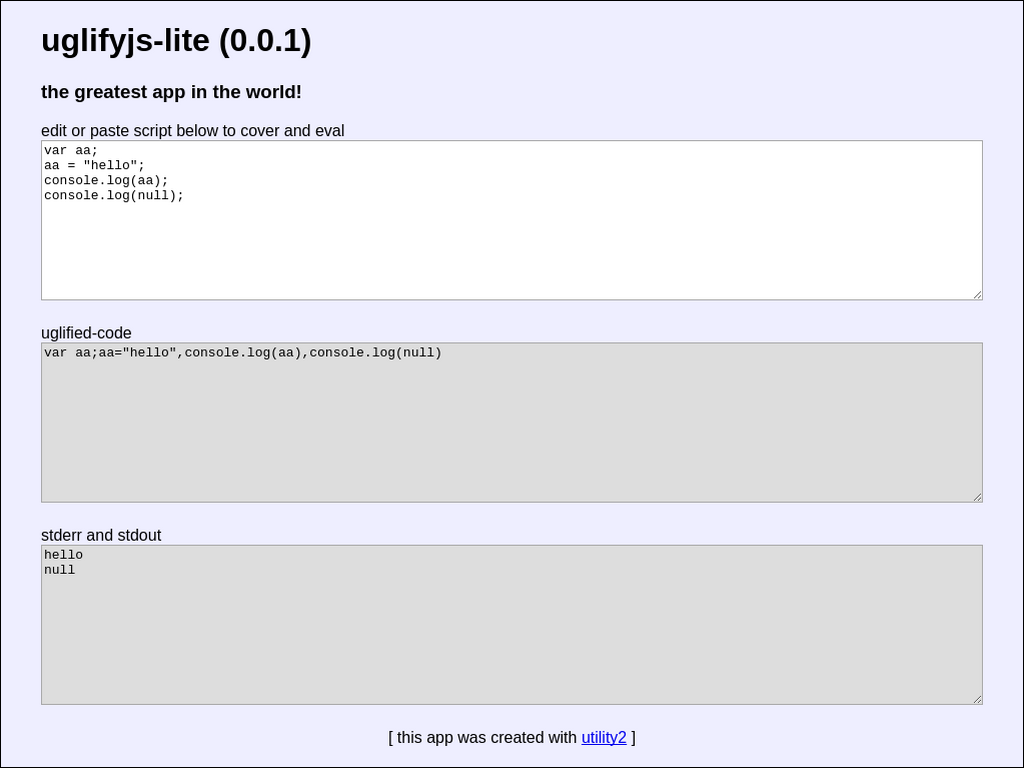 uglifyjs-lite (0.0.1)
the greatest app in the world!
edit or paste script below to cover and eval
var aa;
aa = "hello";
console.log(aa);
console.log(null);
uglified-code
var aa;aa="hello",console.log(aa),console.log(null)
stderr and stdout
hello
null
[ this app was created with utility2 ]